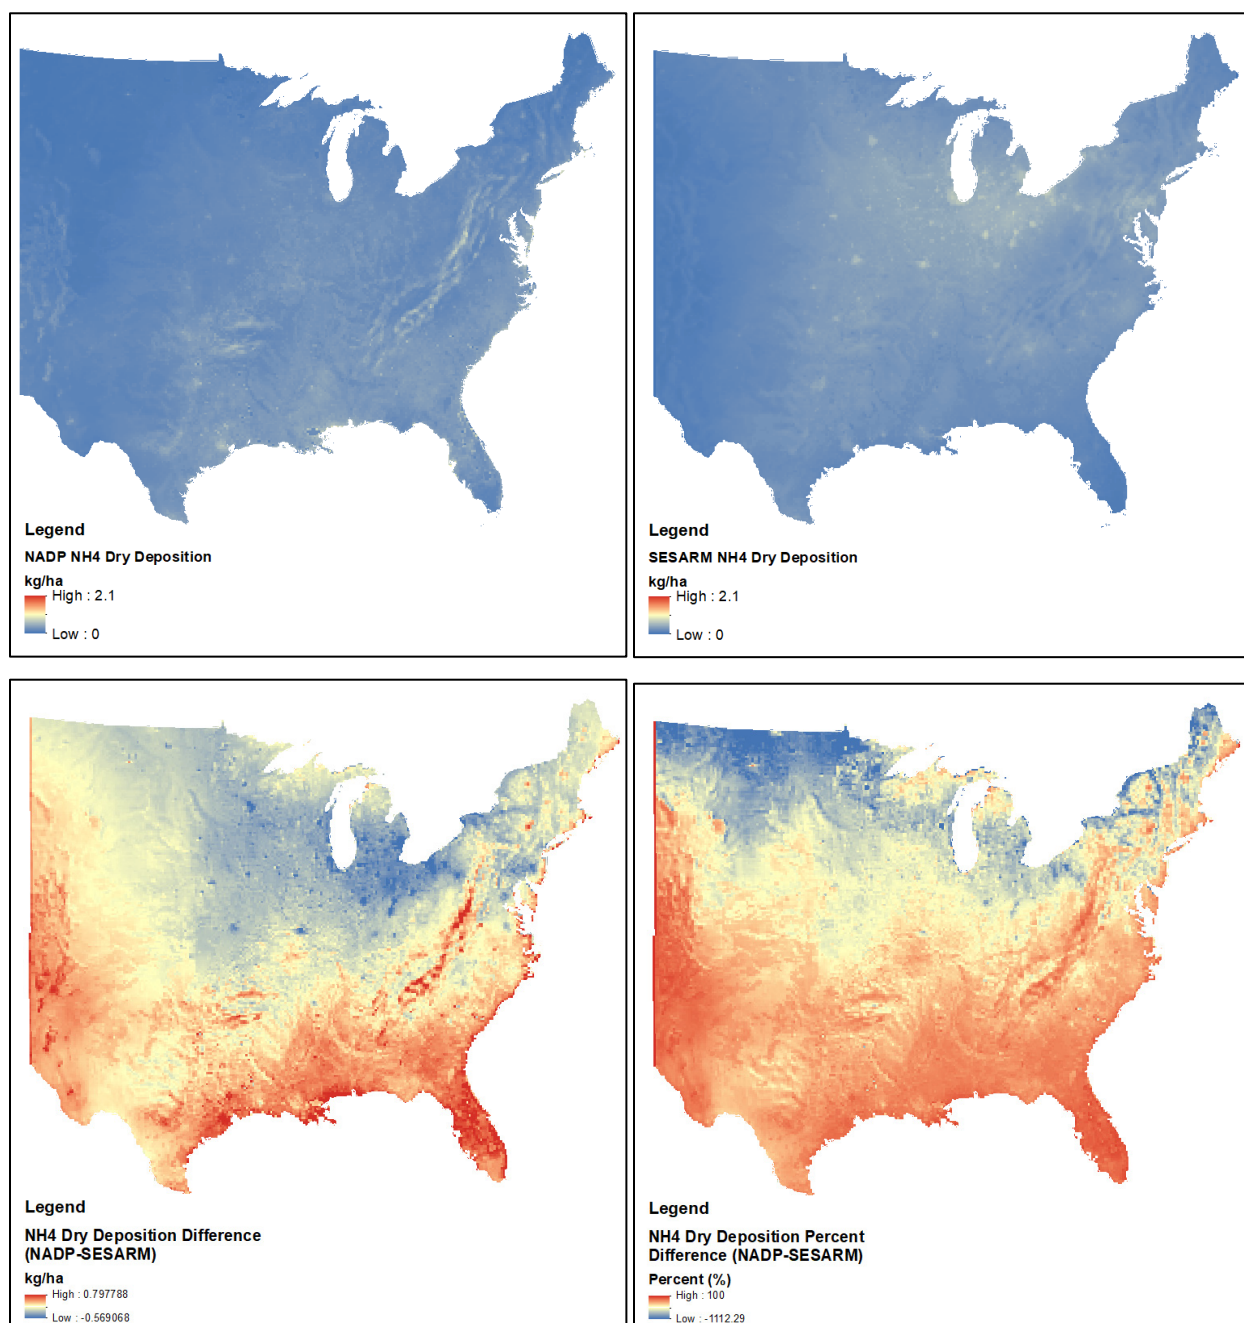 Legend
NADP NH4 Dry Deposition
kg/ha
High : 2.1
Low : 0
Legend
SESARM NH4 Dry Deposition
kg/ha
High : 2.1
Low : 0
Legend
NH4 Dry Deposition Difference
(NADP-SESARM)
kg/ha
High : 0.797788
Low : -0.569068
Legend
NH4 Dry Deposition Percent
Difference (NADP-SESARM)
Percent (%)
High : 100
Low : -1112.29